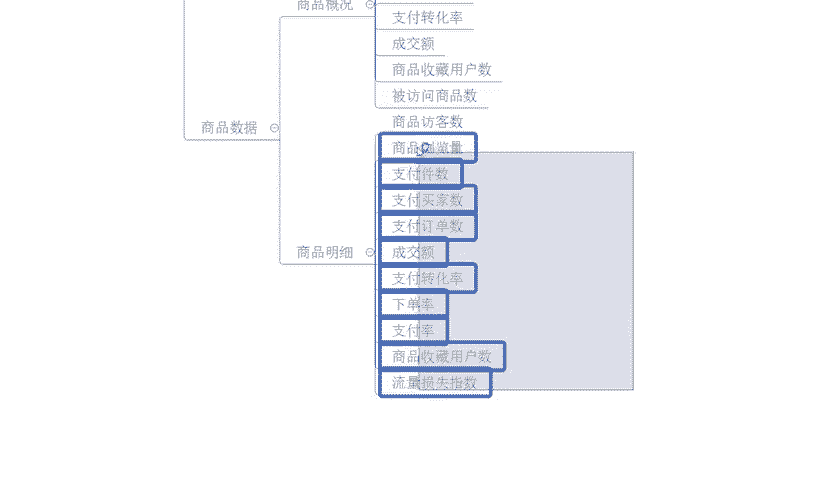 商品概况
支付转化率
成交额
商品收藏用户数
被访问商品数
商品数据
商品访客数
商品浏览量
支付件数
支付买家数
支付订单数
商品明细
成交额
支付转化率
下单率
支付率
商品收藏用户数
流量损失指数